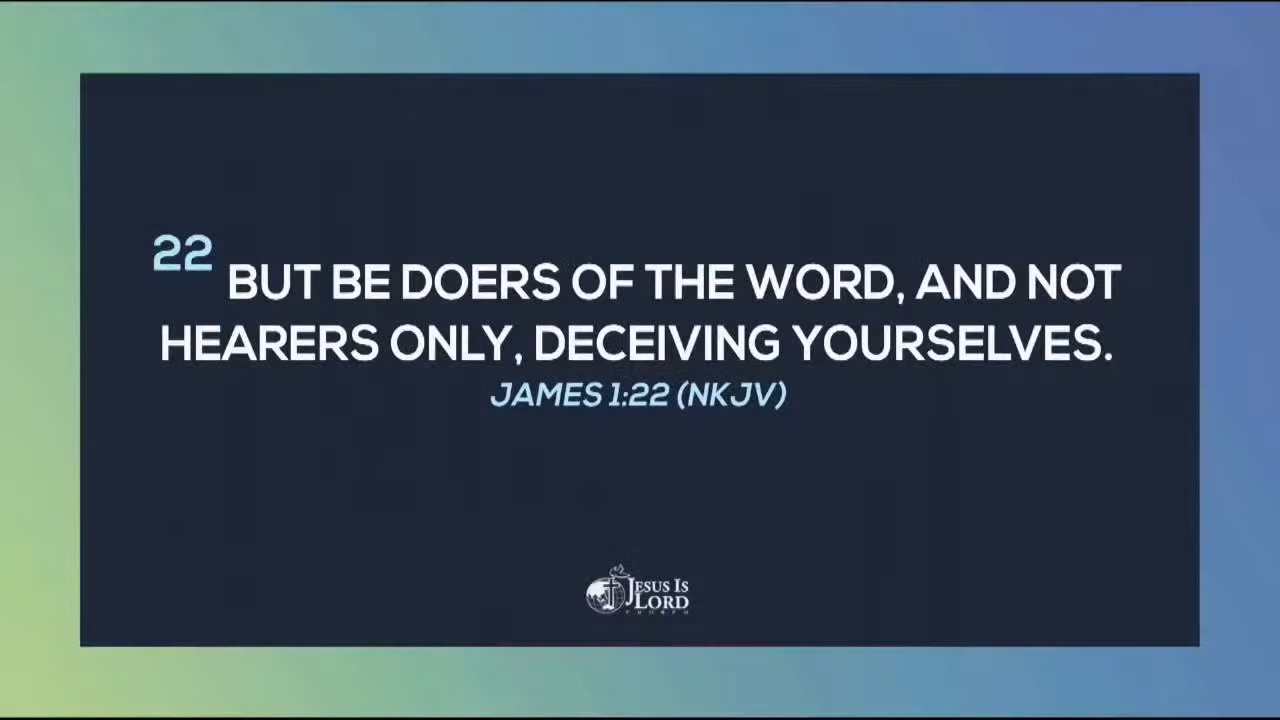 22 BUT BE DOERS OF THE WORD, AND NOT
HEARERS ONLY, DECEIVING YOURSELVES.
JAMES 1:22 (NKJV)
JESUS IS
LORD
CHURCH